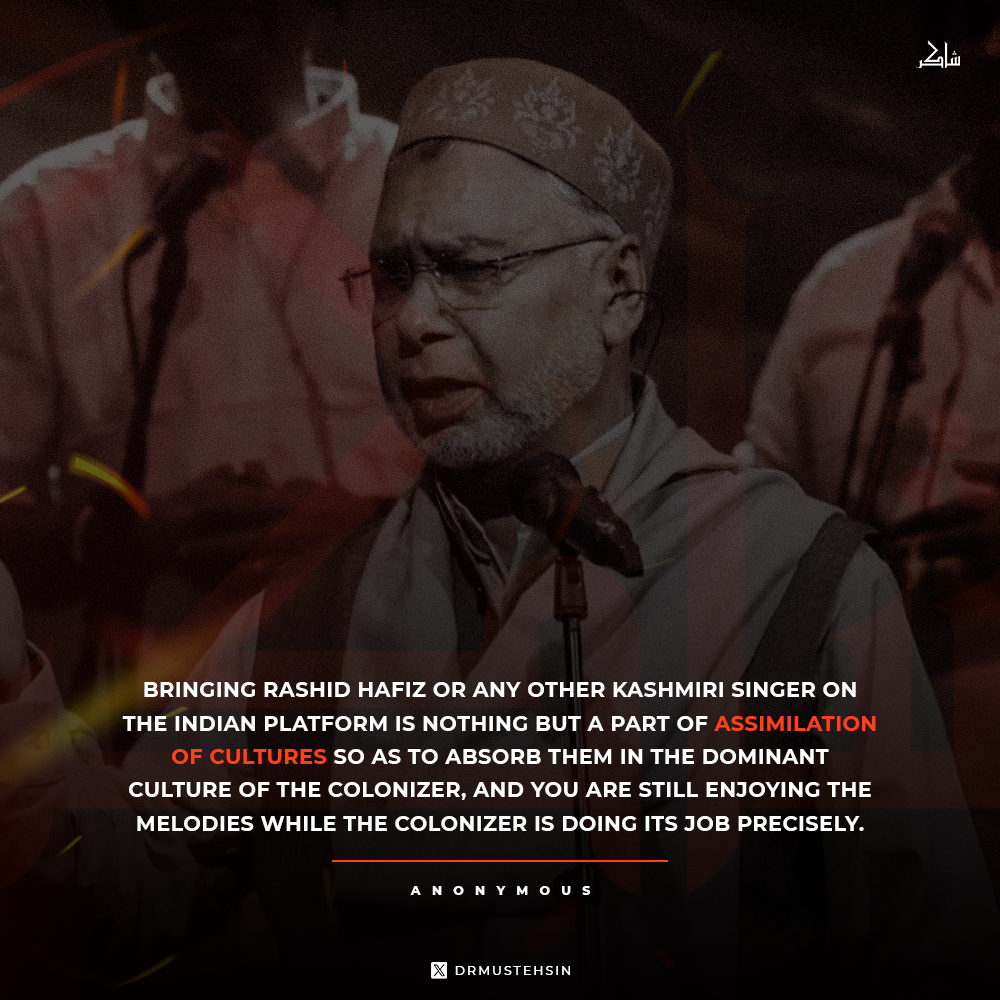 شاكر
BRINGING RASHID HAFIZ OR ANY OTHER KASHMIRI SINGER ON
THE INDIAN PLATFORM IS NOTHING BUT A PART OF ASSIMILATION
OF CULTURES SO AS TO ABSORB THEM IN THE DOMINANT
CULTURE OF THE COLONIZER, AND YOU ARE STILL ENJOYING THE
MELODIES WHILE THE COLONIZER IS DOING ITS JOB PRECISELY.
ANONYMOUS
DRMUSTEHSIN